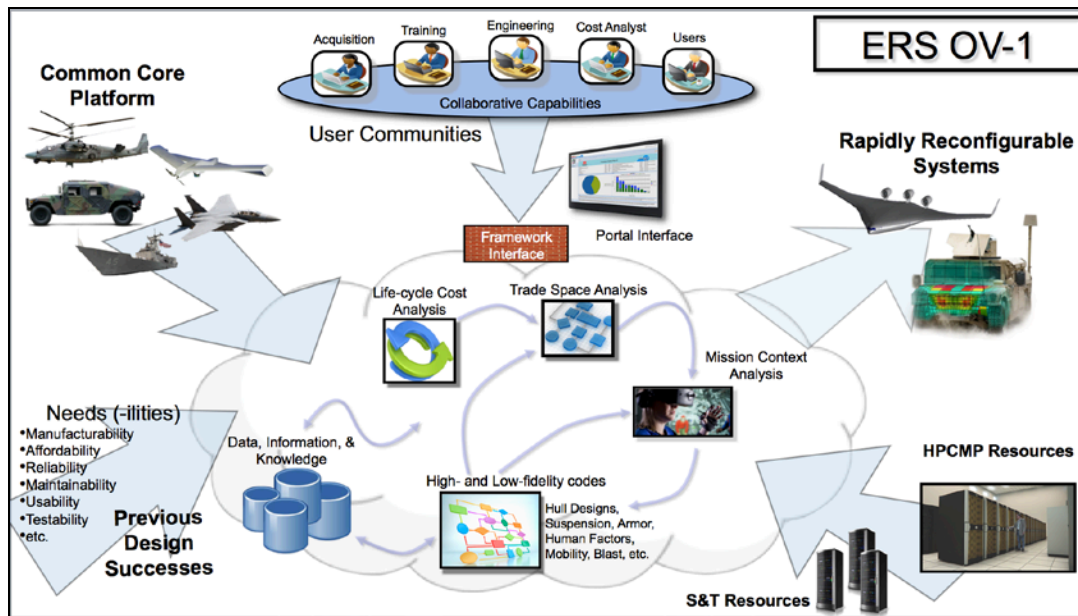 ERS OV-1
Acquisition
Training
Engineering
Cost Analyst
Users
Collaborative Capabilities
User Communities
Common Core
Platform
Rapidly Reconfigurable
Systems
Portal Interface
Framework
Interface
Life-cycle Cost
Analysis
Trade Space Analysis
Mission Context
Analysis
Needs (-ilities)
•Manufacturability
•Affordability
•Reliability
•Maintainability
•Usability
•Testability
•etc.
Previous
Design
Successes
Data, Information, &
Knowledge
High- and Low-fidelity codes
Hull Designs,
Suspension, Armor,
Human Factors,
Mobility, Blast, etc.
HPCMP Resources
S&T Resources